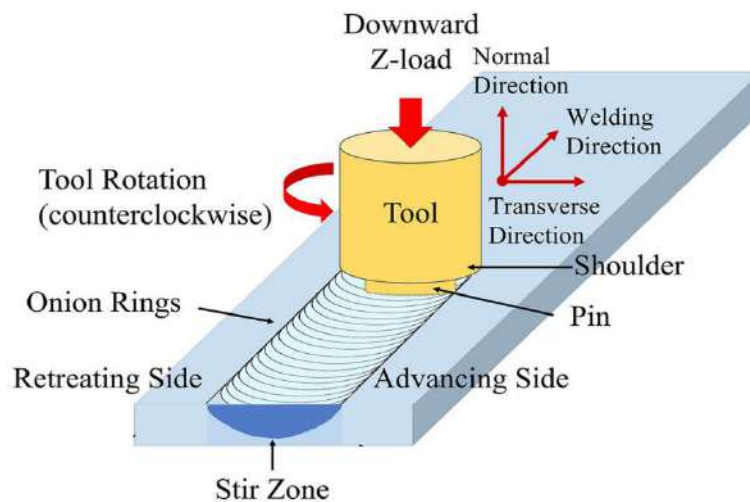 Downward
Z-load
Normal
Direction
Welding
Direction
Tool Rotation
(counterclockwise)
Tool
Transverse
Direction
Shoulder
Onion Rings
Pin
Retreating Side
Advancing Side
Stir Zone